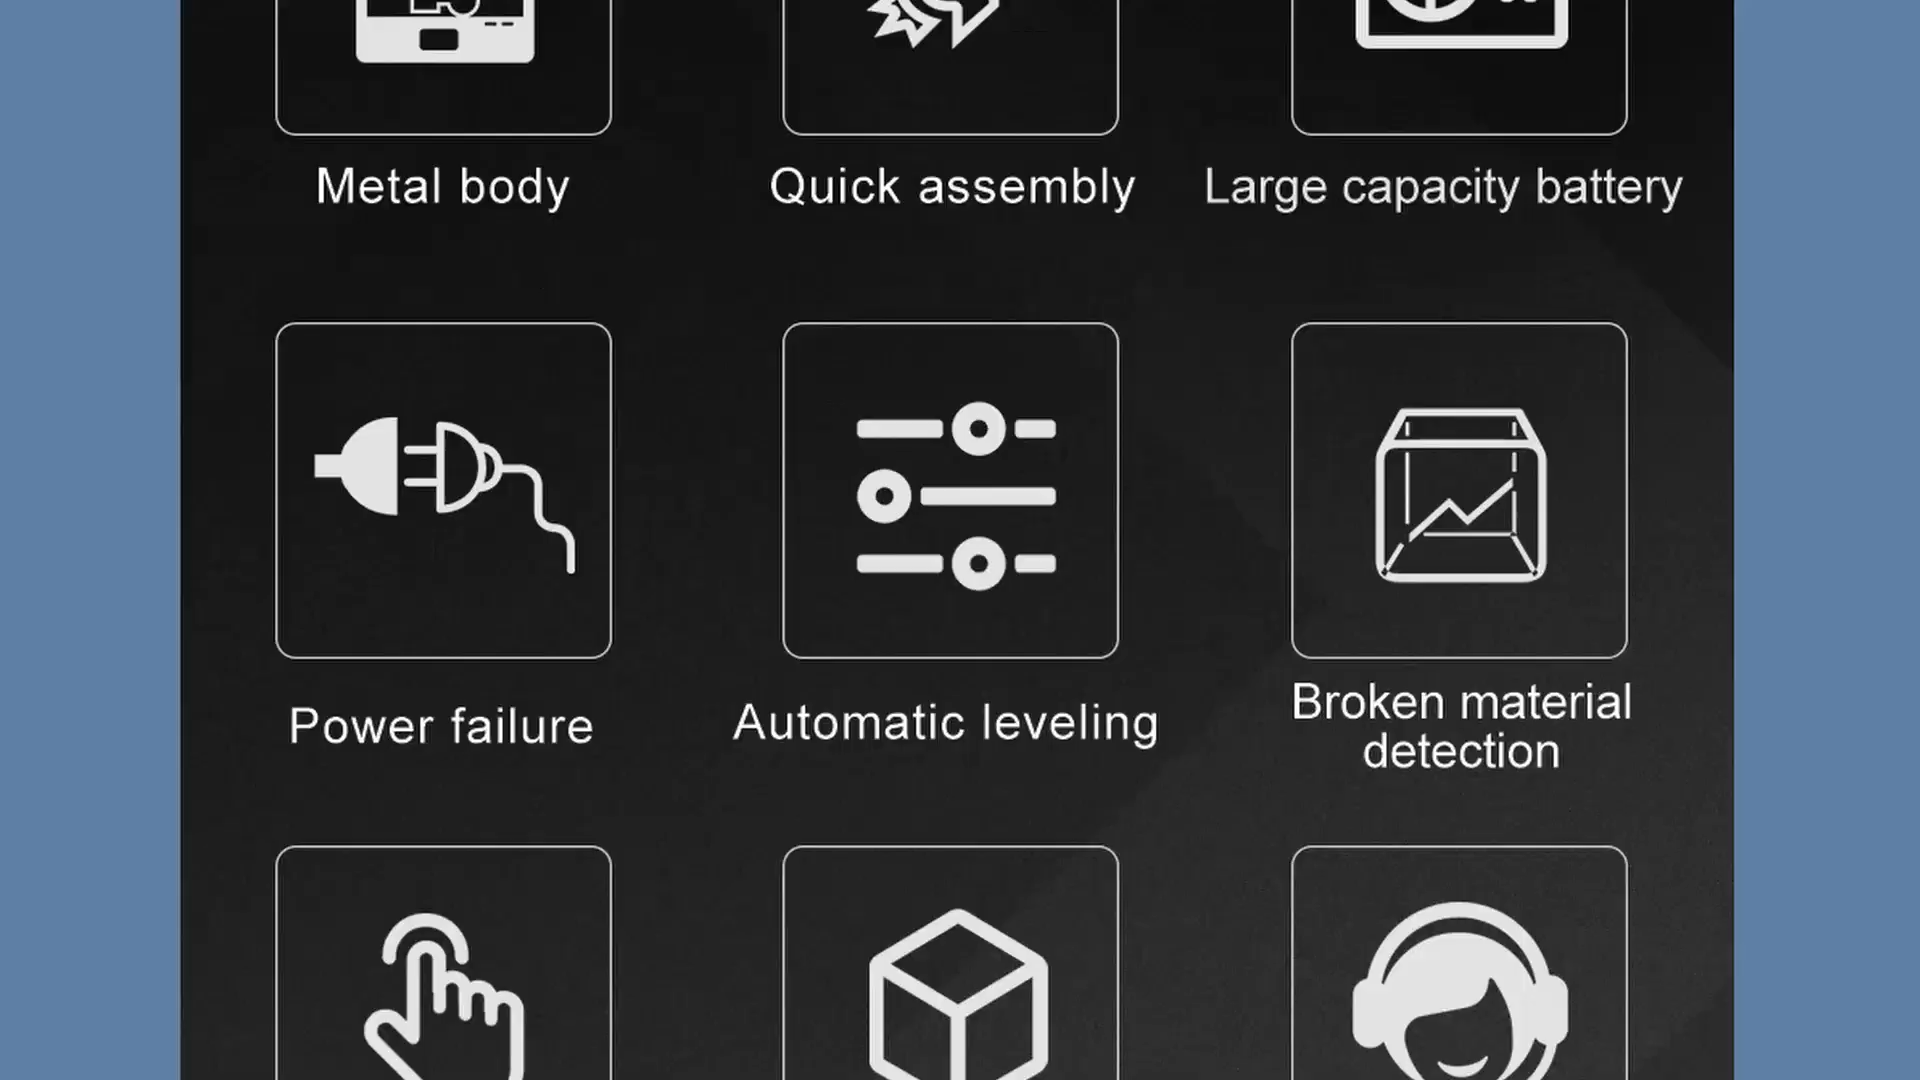 Metal body
Quick assembly
Large capacity battery
Power failure
Automatic leveling
Broken material
detection